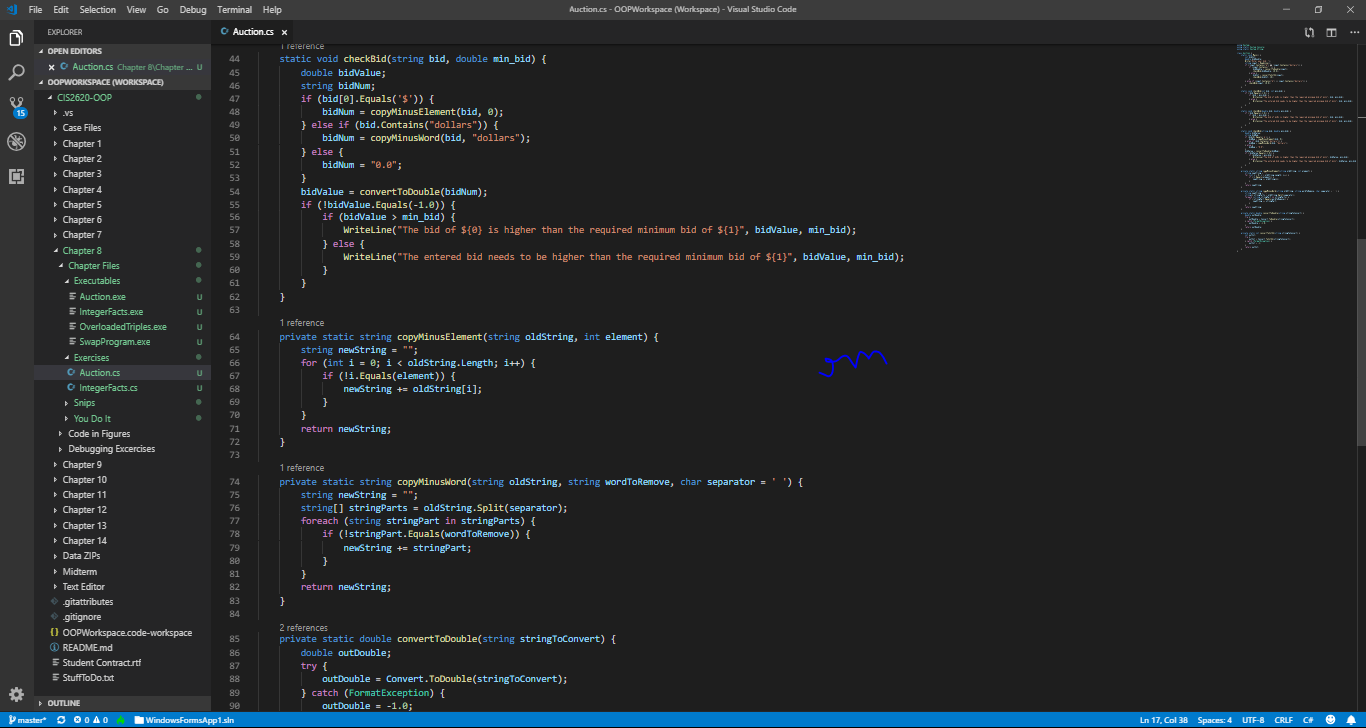 File Edit Selection View Go Debug Terminal Help
Auction.cs - OOPWorkspace (Workspace) - Visual Studio Code
EXPLORER
OPEN EDITORS
Auction.cs Chapter 8\Chapter ... U
OOPWORKSPACE (WORKSPACE)
CIS2620-OOP
.vs
Case Files
Chapter 1
Chapter 2
Chapter 3
Chapter 4
Chapter 5
Chapter 6
Chapter 7
Chapter 8
Chapter Files
Executables
Auction.exe U
IntegerFacts.exe U
OverloadedTriples.exe U
SwapProgram.exe U
Exercises
Auction.cs U
IntegerFacts.cs U
Snips
You Do It
Code in Figures
Debugging Excercises
Chapter 9
Chapter 10
Chapter 11
Chapter 12
Chapter 13
Chapter 14
Data ZIPs
Midterm
Text Editor
.gitattributes
.gitignore
OOPWorkspace.code-workspace
README.md
Student Contract.rtf
StuffToDo.txt
OUTLINE
15
Auction.cs
1 reference
44 static void checkBid(string bid, double min_bid) {
45 double bidValue;
46 string bidNum;
47 if (bid[0].Equals('$')) {
48 bidNum = copyMinusElement(bid, 0);
49 } else if (bid.Contains("dollars")) {
50 bidNum = copyMinusWord(bid, "dollars");
51 } else {
52 bidNum = "0.0";
53 }
54 bidValue = convertToDouble(bidNum);
55 if (!bidValue.Equals(-1.0)) {
56 if (bidValue > min_bid) {
57 WriteLine("The bid of ${0} is higher than the required minimum bid of ${1}", bidValue, min_bid);
58 } else {
59 WriteLine("The entered bid needs to be higher than the required minimum bid of ${1}", bidValue, min_bid);
60 }
61 }
62 }
63
1 reference
64 private static string copyMinusElement(string oldString, int element) {
65 string newString = "";
66 for (int i = 0; i < oldString.Length; i++) {
67 if (!i.Equals(element)) {
68 newString += oldString[i];
69 }
70 }
71 return newString;
72 }
73
1 reference
74 private static string copyMinusWord(string oldString, string wordToRemove, char separator = ' ') {
75 string newString = "";
76 string[] stringParts = oldString.Split(separator);
77 foreach (string stringPart in stringParts) {
78 if (!stringPart.Equals(wordToRemove)) {
79 newString += stringPart;
80 }
81 }
82 return newString;
83 }
84
2 references
85 private static double convertToDouble(string stringToConvert) {
86 double outDouble;
87 try {
88 outDouble = Convert.ToDouble(stringToConvert);
89 } catch (FormatException) {
90 outDouble = -1.0;
master* 0 0 WindowsFormsApp1.sln Ln 17, Col 38 Spaces: 4 UTF-8 CRLF C#